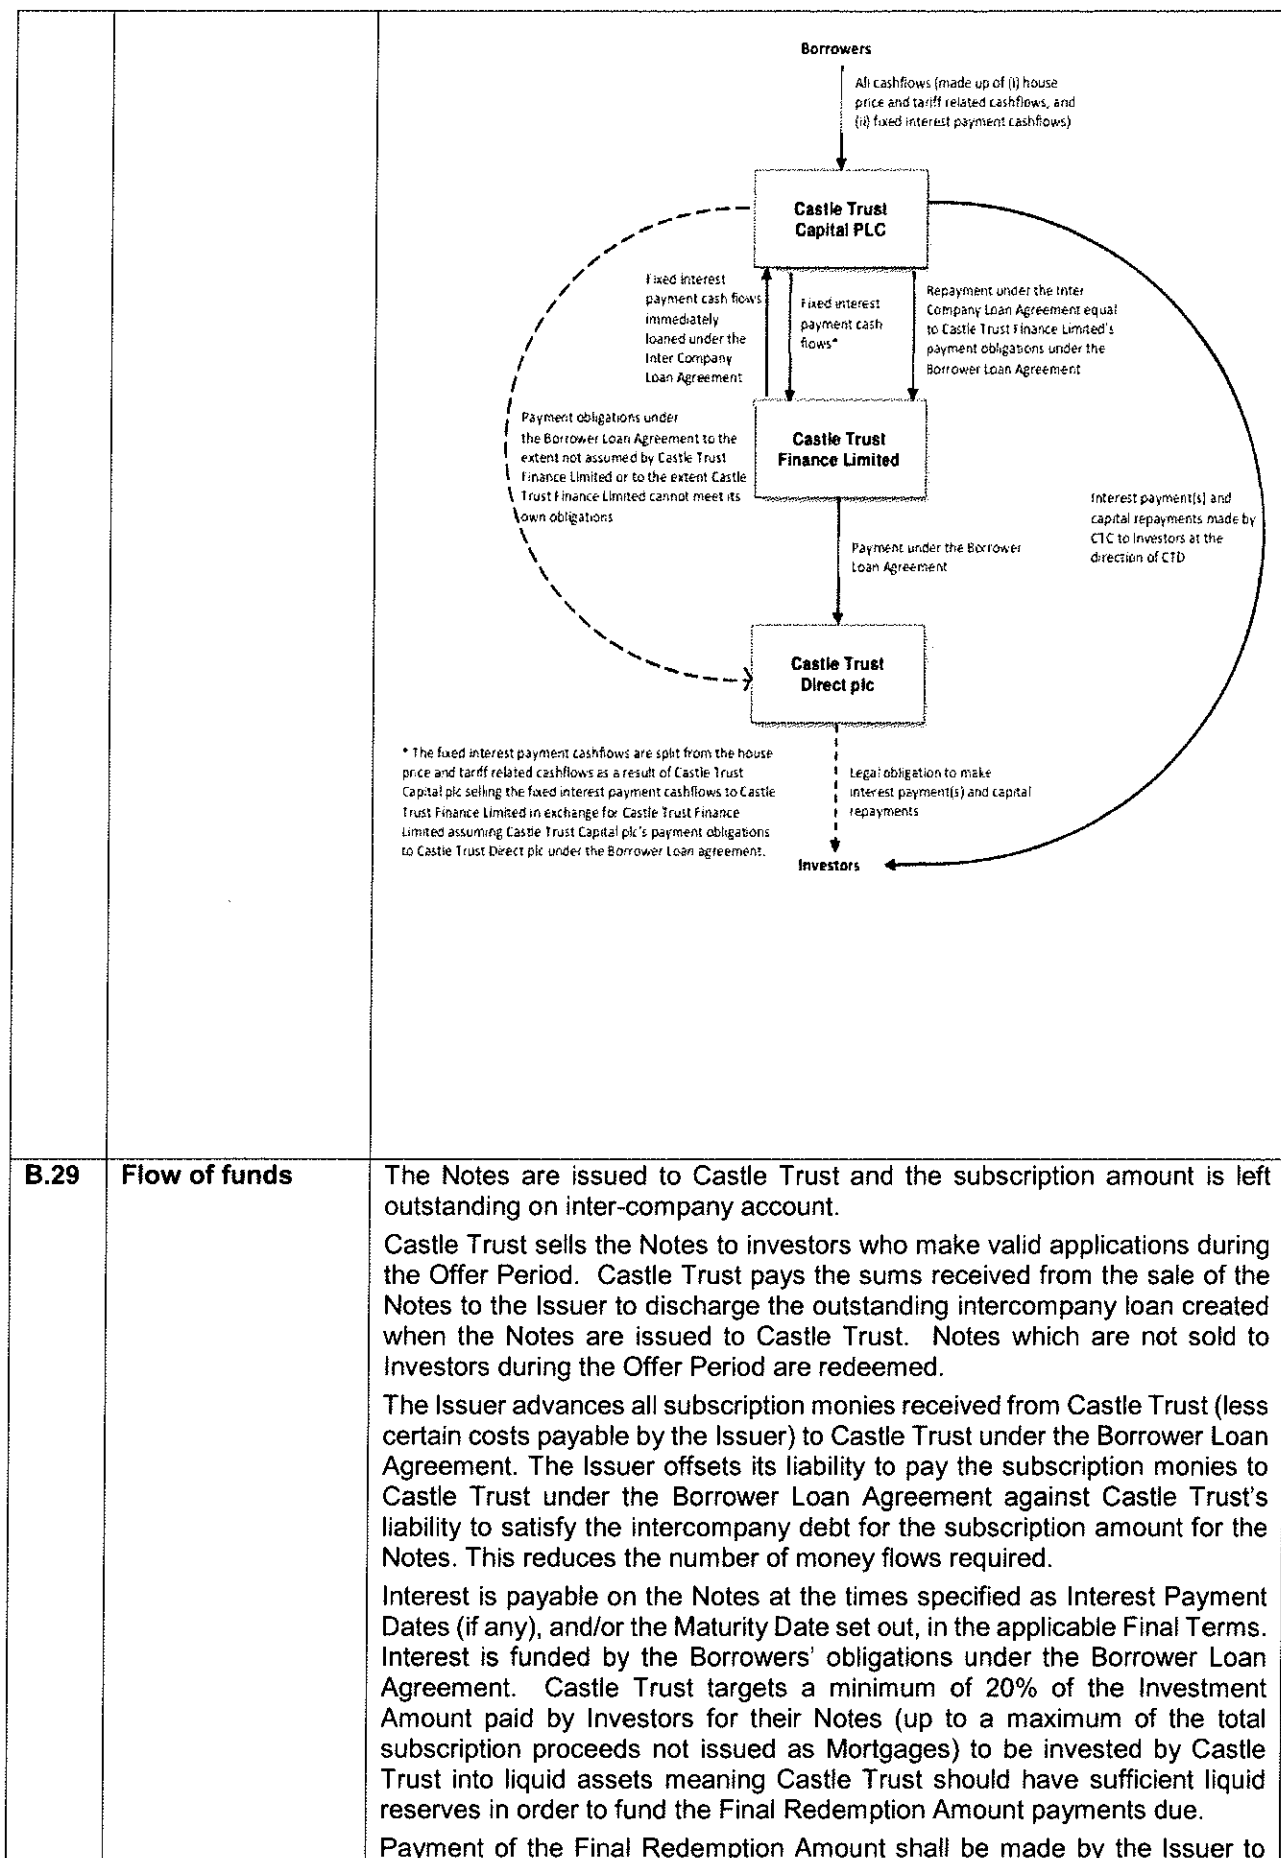 Borrowers
All cashflows (made up of (i) house
price and tariff related cashflows, and
(ii) fixed interest payment cashflows)
Castle Trust
Capital PLC
Fixed interest
payment cash flows
immediately
loaned under the
Inter Company
Loan Agreement
Fixed interest
payment cash
flows*
Repayment under the Inter
Company Loan Agreement equal
to Castle Trust Finance Limited's
payment obligations under the
Borrower Loan Agreement
Payment obligations under
the Borrower Loan Agreement to the
extent not assumed by Castle Trust
Finance Limited or to the extent Castle
Trust Finance Limited cannot meet its
own obligations
Castle Trust
Finance Limited
Interest payment(s) and
capital repayments made by
CTC to Investors at the
direction of CTD
Payment under the Borrower
Loan Agreement
Castle Trust
Direct plc
* The fixed interest payment cashflows are split from the house
price and tariff related cashflows as a result of Castle Trust
Capital plc selling the fixed interest payment cashflows to Castle
Trust Finance Limited in exchange for Castle Trust Finance
Limited assuming Castle Trust Capital plc's payment obligations
to Castle Trust Direct plc under the Borrower Loan agreement.
Legal obligation to make
interest payment(s) and capital
repayments
Investors
B.29 Flow of funds
The Notes are issued to Castle Trust and the subscription amount is left
outstanding on inter-company account.
Castle Trust sells the Notes to investors who make valid applications during
the Offer Period. Castle Trust pays the sums received from the sale of the
Notes to the Issuer to discharge the outstanding intercompany loan created
when the Notes are issued to Castle Trust. Notes which are not sold to
Investors during the Offer Period are redeemed.
The Issuer advances all subscription monies received from Castle Trust (less
certain costs payable by the Issuer) to Castle Trust under the Borrower Loan
Agreement. The Issuer offsets its liability to pay the subscription monies to
Castle Trust under the Borrower Loan Agreement against Castle Trust's
liability to satisfy the intercompany debt for the subscription amount for the
Notes. This reduces the number of money flows required.
Interest is payable on the Notes at the times specified as Interest Payment
Dates (if any), and/or the Maturity Date set out, in the applicable Final Terms.
Interest is funded by the Borrowers' obligations under the Borrower Loan
Agreement. Castle Trust targets a minimum of 20% of the Investment
Amount paid by Investors for their Notes (up to a maximum of the total
subscription proceeds not issued as Mortgages) to be invested by Castle
Trust into liquid assets meaning Castle Trust should have sufficient liquid
reserves in order to fund the Final Redemption Amount payments due.
Payment of the Final Redemption Amount shall be made by the Issuer to